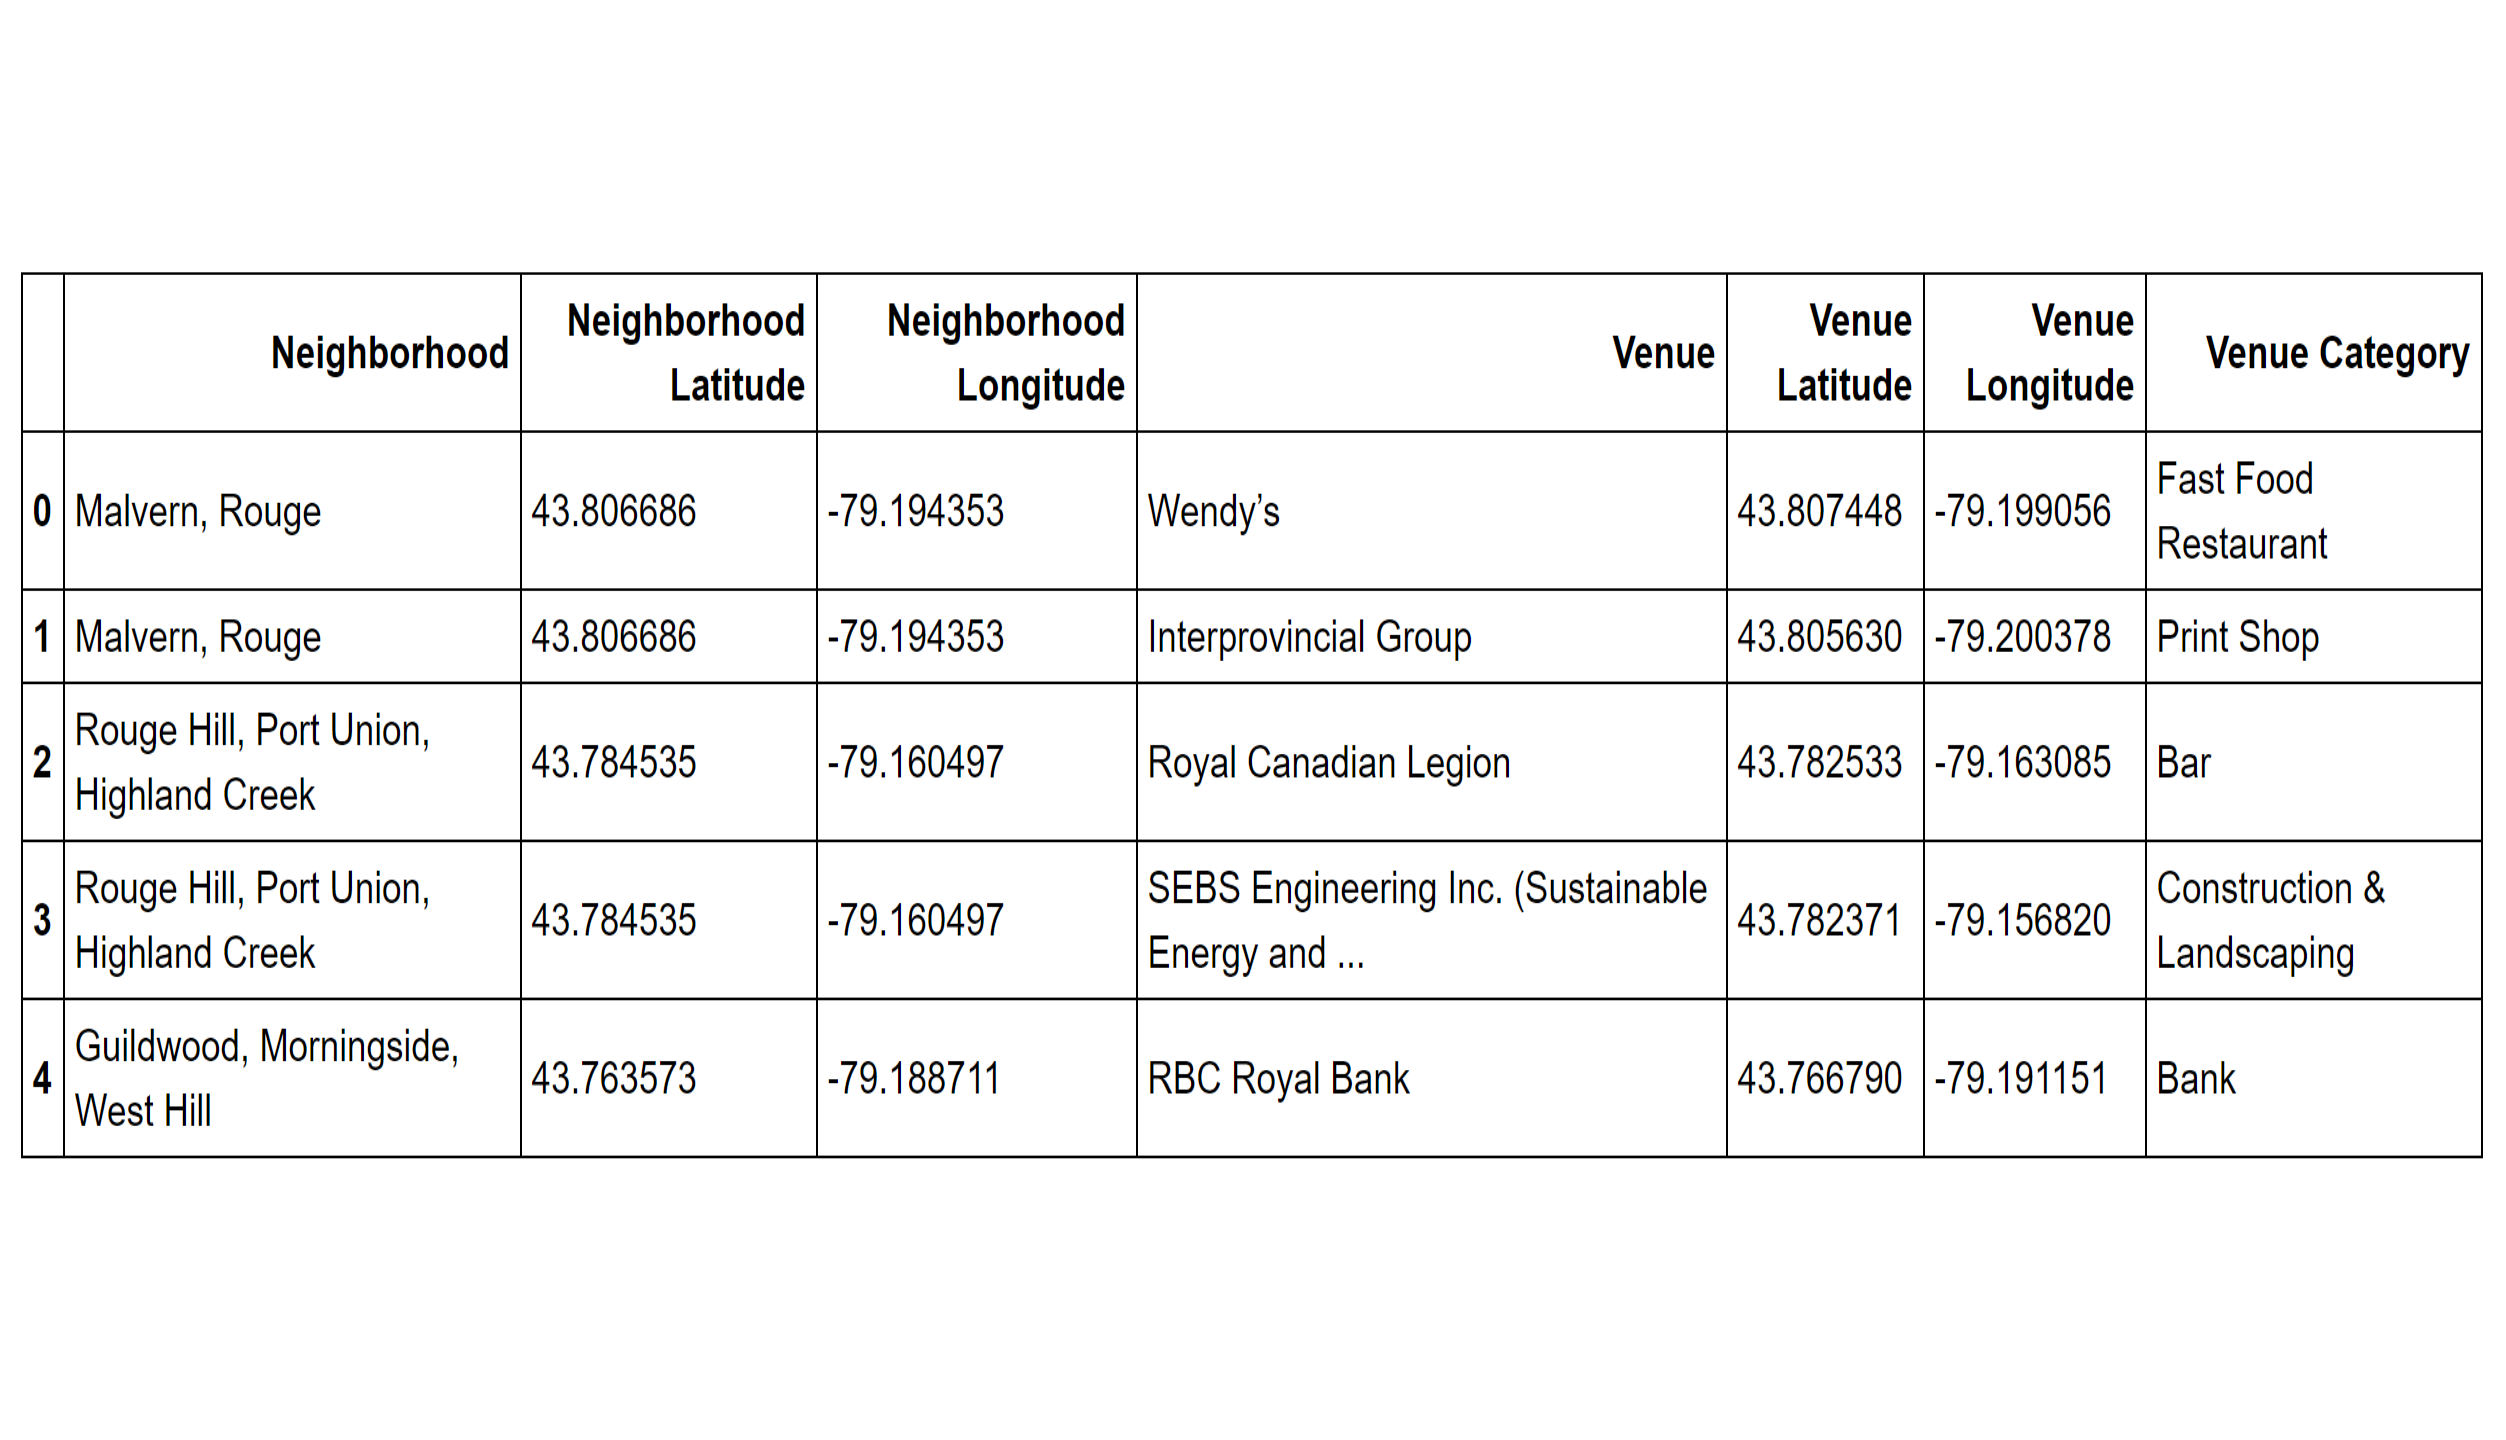 Neighborhood Neighborhood Latitude Neighborhood Longitude Venue Venue Latitude Venue Longitude Venue Category
0 Malvern, Rouge 43.806686 -79.194353 Wendy’s 43.807448 -79.199056 Fast Food Restaurant
1 Malvern, Rouge 43.806686 -79.194353 Interprovincial Group 43.805630 -79.200378 Print Shop
2 Rouge Hill, Port Union, Highland Creek 43.784535 -79.160497 Royal Canadian Legion 43.782533 -79.163085 Bar
3 Rouge Hill, Port Union, Highland Creek 43.784535 -79.160497 SEBS Engineering Inc. (Sustainable Energy and ... 43.782371 -79.156820 Construction & Landscaping
4 Guildwood, Morningside, West Hill 43.763573 -79.188711 RBC Royal Bank 43.766790 -79.191151 Bank